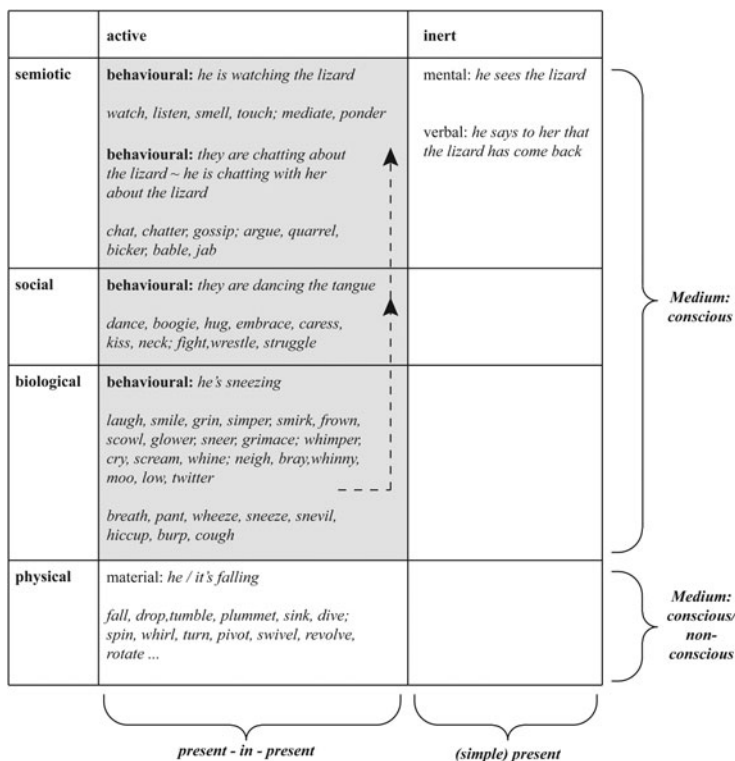 active
inert
semiotic
behavioural: he is watching the lizard
watch, listen, smell, touch; mediate, ponder
behavioural: they are chatting about
the lizard ~ he is chatting with her
about the lizard
chat, chatter, gossip; argue, quarrel,
bicker, bable, jab
mental: he sees the lizard
verbal: he says to her that
the lizard has come back
social
behavioural: they are dancing the tangue
dance, boogie, hug, embrace, caress,
kiss, neck; fight,wrestle, struggle
biological
behavioural: he's sneezing
laugh, smile, grin, simper, smirk, frown,
scowl, glower, sneer, grimace; whimper,
cry, scream, whine; neigh, bray,whinny,
moo, low, twitter
breath, pant, wheeze, sneeze, snevil,
hiccup, burp, cough
physical
material: he / it's falling
fall, drop,tumble, plummet, sink, dive;
spin, whirl, turn, pivot, swivel, revolve,
rotate ...
Medium:
conscious
Medium:
conscious/
non-
conscious
present - in - present
(simple) present